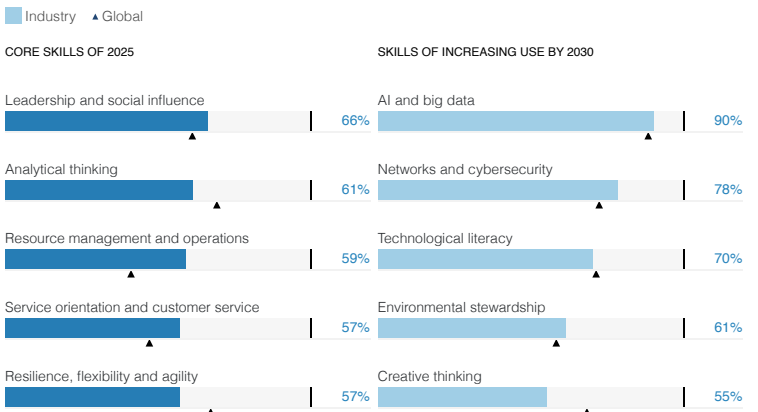 Industry Global
CORE SKILLS OF 2025
Leadership and social influence
66%
Analytical thinking
61%
Resource management and operations
59%
Service orientation and customer service
57%
Resilience, flexibility and agility
57%
SKILLS OF INCREASING USE BY 2030
AI and big data
90%
Networks and cybersecurity
78%
Technological literacy
70%
Environmental stewardship
61%
Creative thinking
55%